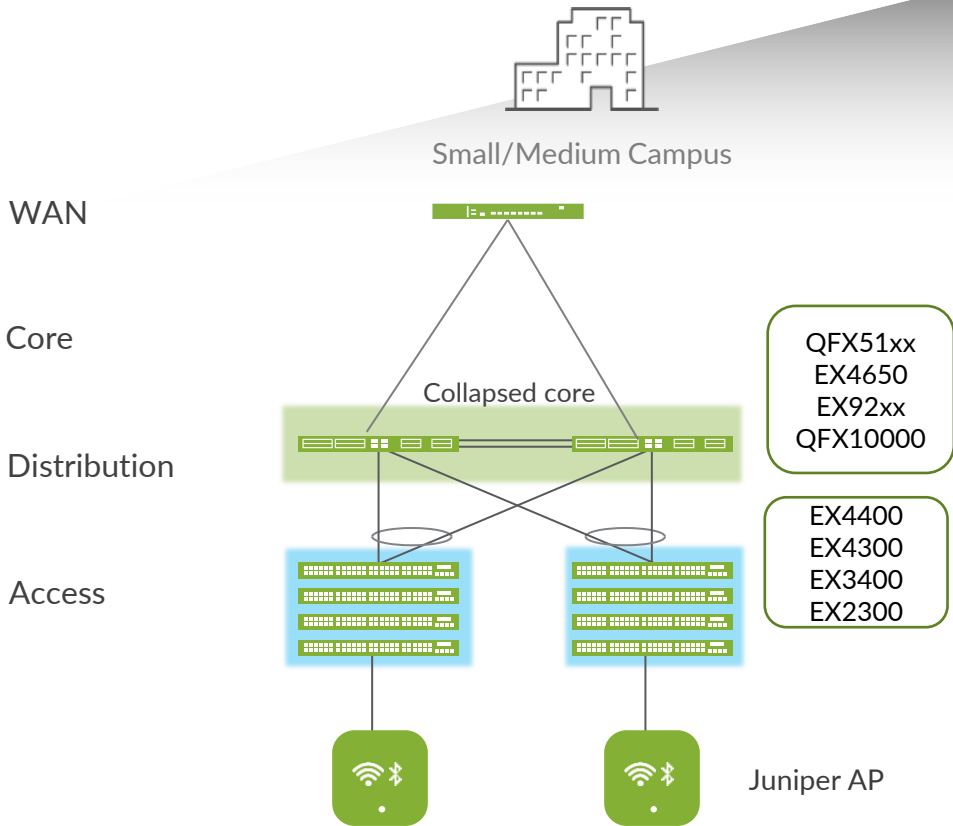 Small/Medium Campus
WAN
Core
QFX51xx
EX4650
EX92xx
QFX10000
Collapsed core
Distribution
EX4400
EX4300
EX3400
EX2300
Access
Juniper AP